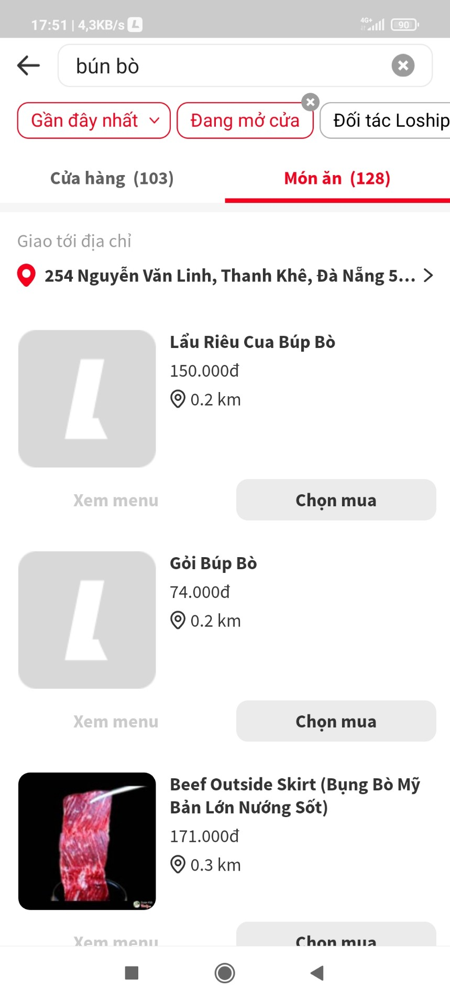 17:51 | 4,3KB/s L
4G+ 90
bún bò
Gần đây nhất
Đang mở cửa
Đối tác Loship
Cửa hàng (103)
Món ăn (128)
Giao tới địa chỉ
254 Nguyễn Văn Linh, Thanh Khê, Đà Nẵng 5...
Lẩu Riêu Cua Búp Bò
150.000đ
0.2 km
Xem menu
Chọn mua
Gỏi Búp Bò
74.000đ
0.2 km
Xem menu
Chọn mua
Beef Outside Skirt (Bụng Bò Mỹ
Bản Lớn Nướng Sốt)
171.000đ
0.3 km
Xem menu
Chọn mua